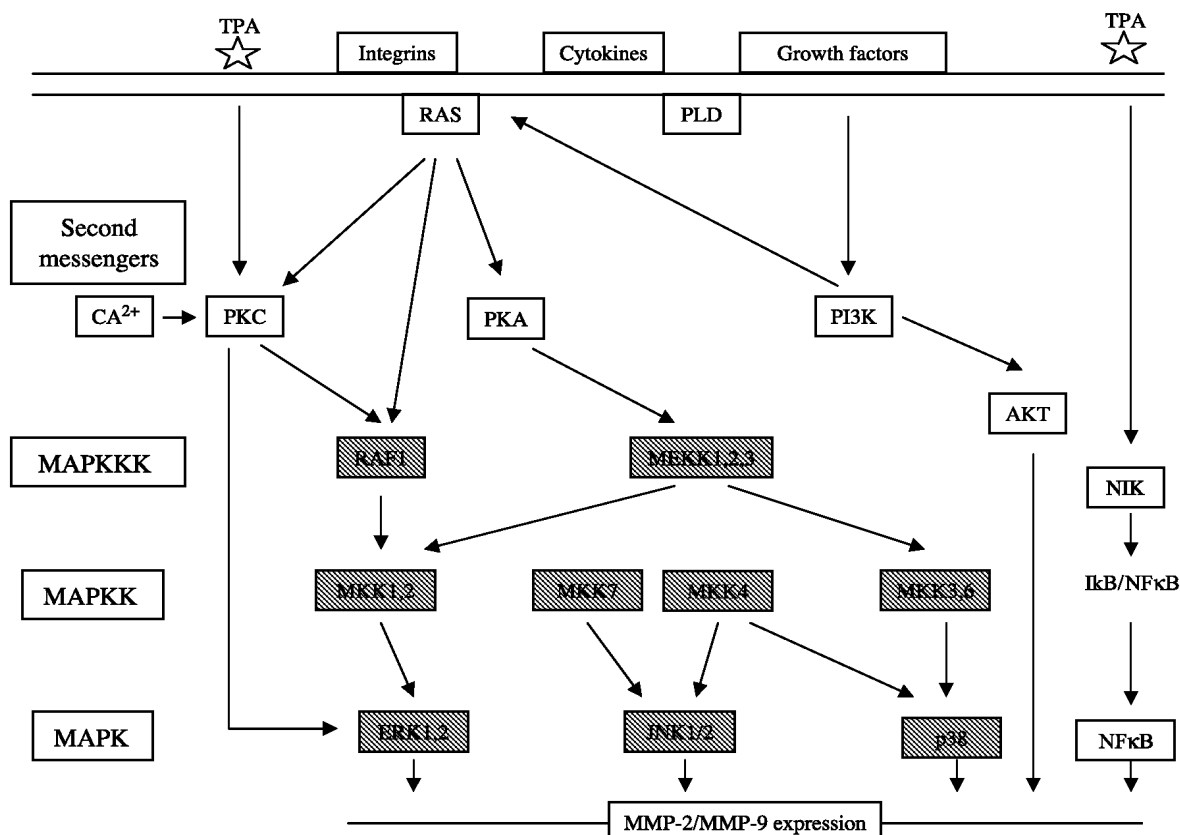 TPA
TPA
Integrins
Cytokines
Growth factors
RAS
PLD
Second
messengers
CA²⁺
PKC
PKA
PI3K
AKT
MAPKKK
RAF1
MEKK1,2,3
NIK
MAPKK
MKK1,2
MKK7
MKK4
MKK3,6
IkB/NFκB
MAPK
ERK1,2
JNK1/2
p38
NFκB
MMP-2/MMP-9 expression